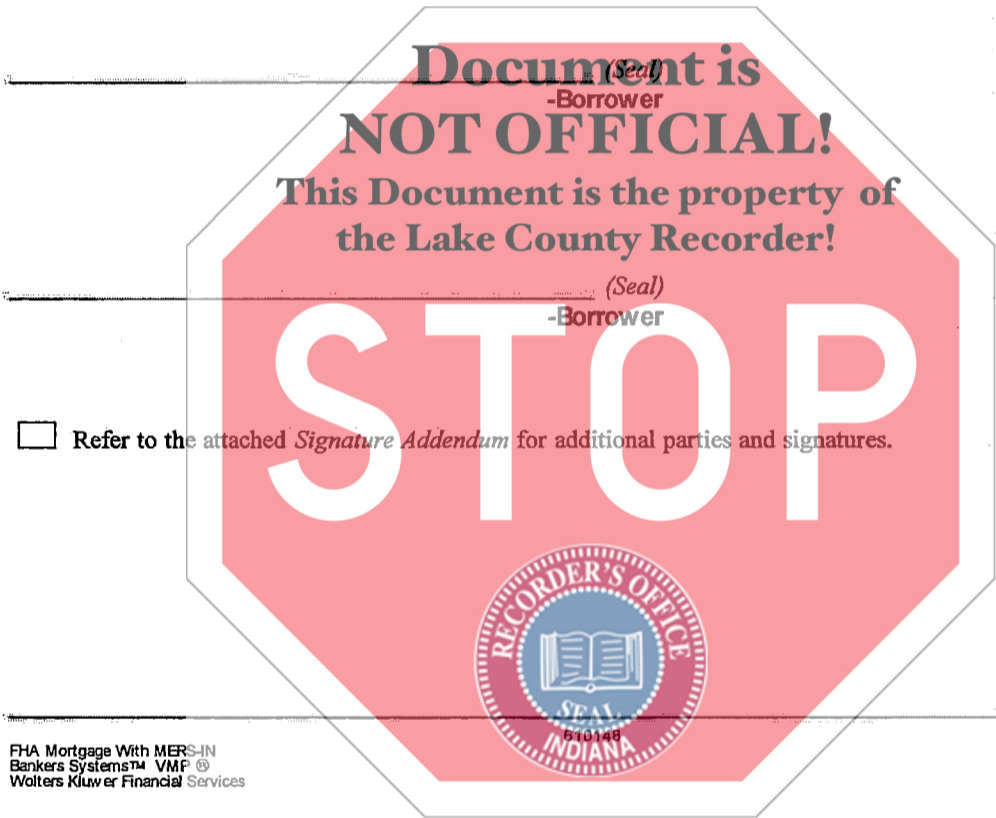 Document is
(Seal)
-Borrower
NOT OFFICIAL!
This Document is the property of
the Lake County Recorder!
(Seal)
-Borrower
STOP
Refer to the attached Signature Addendum for additional parties and signatures.
RECORDER'S OFFICE
SEAL
610148
INDIANA
FHA Mortgage With MERS-IN
Bankers Systems™ VMP ®
Wolters Kluwer Financial Services